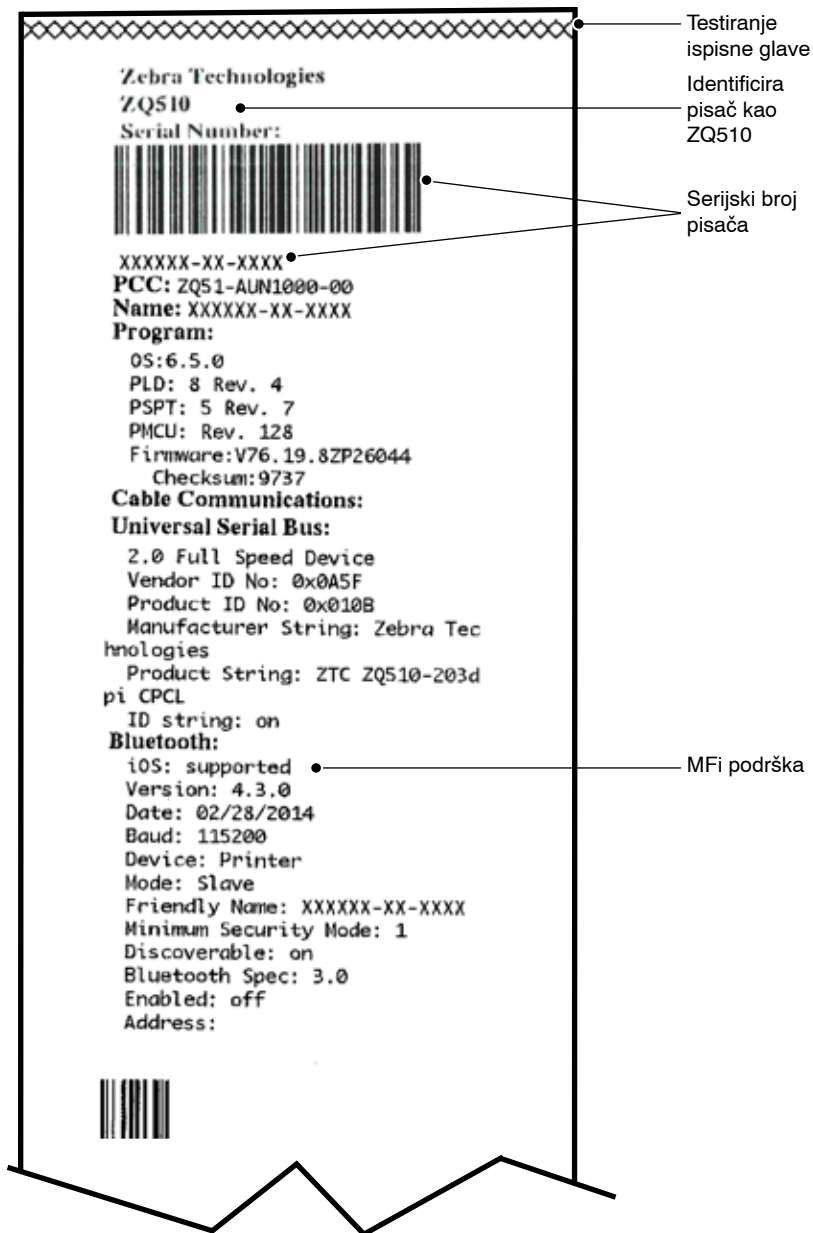 Testiranje
ispisne glave
Zebra Technologies
ZQ510
Serial Number:
Identificira
pisač kao
ZQ510
Serijski broj
pisača
XXXXXX-XX-XXXX
PCC: ZQ51-AUN1000-00
Name: XXXXXX-XX-XXXX
Program:
OS:6.5.0
PLD: 8 Rev. 4
PSPT: 5 Rev. 7
PMCU: Rev. 128
Firmware:V76.19.8ZP26044
Checksum:9737
Cable Communications:
Universal Serial Bus:
2.0 Full Speed Device
Vendor ID No: 0x0A5F
Product ID No: 0x010B
Manufacturer String: Zebra Tec
hnologies
Product String: ZTC ZQ510-203d
pi CPCL
ID string: on
Bluetooth:
iOS: supported
MFi podrška
Version: 4.3.0
Date: 02/28/2014
Baud: 115200
Device: Printer
Mode: Slave
Friendly Name: XXXXXX-XX-XXXX
Minimum Security Mode: 1
Discoverable: on
Bluetooth Spec: 3.0
Enabled: off
Address: